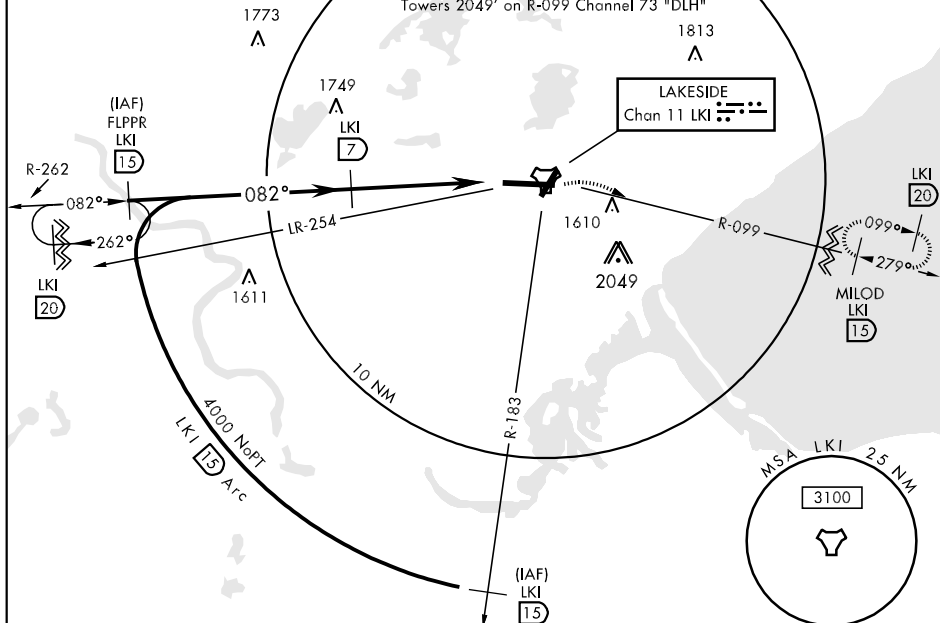 Towers 2049' on R-099 Channel 73 "DLH"
1773
1813
1749
LAKESIDE
Chan 11 LKI
(IAF)
FLPPR
LKI
15
LKI
7
R-262
082°
082°
262°
LR-254
LKI
20
1611
1610
2049
R-099
LKI
20
099°
279°
MILOD
LKI
15
10 NM
R-183
4000 NoPT
LKI 15 Arc
MSA LKI 25 NM
3100
(IAF)
LKI
15